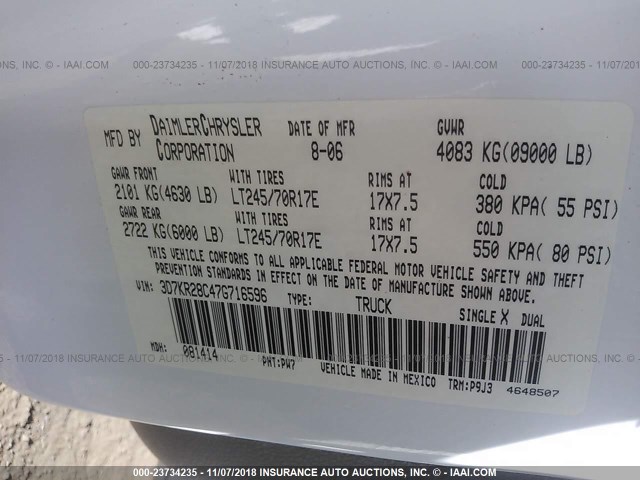 000-23734235 - 11/07/2018 INSURANCE AUTO AUCTIONS, INC. © - IAAI.COM
MFD BY DAIMLERCHRYSLER CORPORATION DATE OF MFR 8-06 GVWR 4083 KG(09000 LB)
GAWR FRONT WITH TIRES RIMS AT COLD
2101 KG(4630 LB) LT245/70R17E 17X7.5 380 KPA( 55 PSI)
GAWR REAR WITH TIRES RIMS AT COLD
2722 KG(6000 LB) LT245/70R17E 17X7.5 550 KPA( 80 PSI)
THIS VEHICLE CONFORMS TO ALL APPLICABLE FEDERAL MOTOR VEHICLE SAFETY AND THEFT
PREVENTION STANDARDS IN EFFECT ON THE DATE OF MANUFACTURE SHOWN ABOVE.
VIN: 3D7KR28C47G716596 TYPE: TRUCK SINGLE X DUAL
MDH: 081414 PNT:PW7 VEHICLE MADE IN MEXICO TRM:P9J3 4648507
000-23734235 - 11/07/2018 INSURANCE AUTO AUCTIONS, INC. © - IAAI.COM